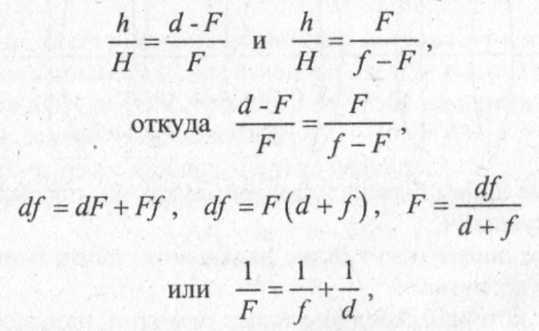 h/H = (d - F)/F и h/H = F/(f − F),
откуда (d - F)/F = F/(f − F),
df = dF + Ff, df = F(d + f), F = df/(d + f)
или 1/F = 1/f + 1/d,